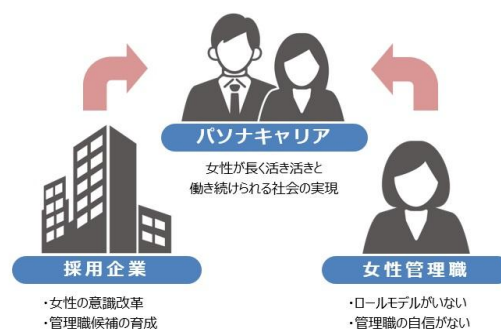 パソナキャリア
女性が長く活き活きと
働き続けられる社会の実現
採用企業
・女性の意識改革
・管理職候補の育成
女性管理職
・ロールモデルがいない
・管理職の自信がない